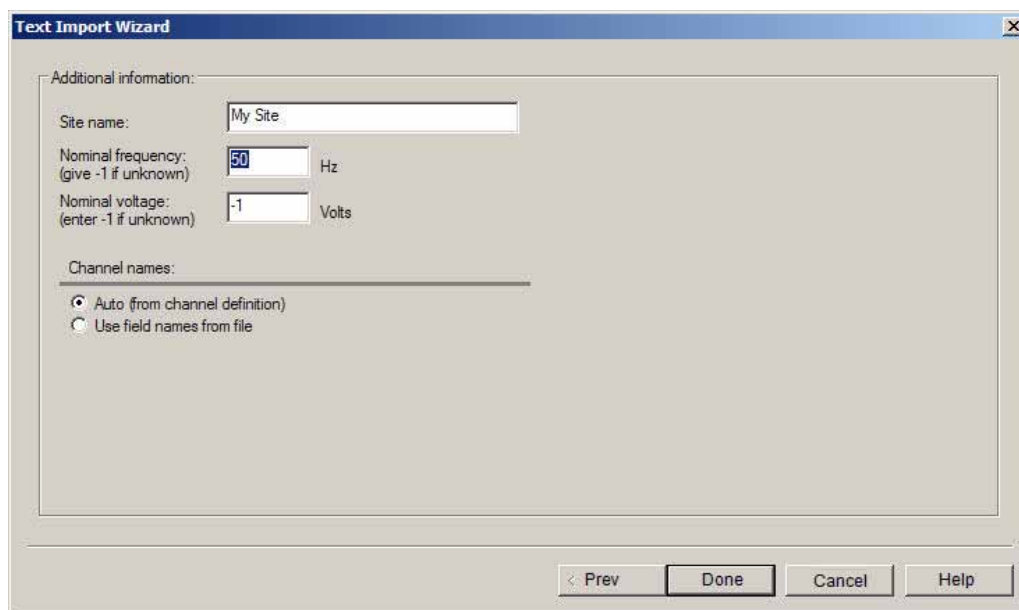 Text Import Wizard
Additional information:
Site name:
My Site
Nominal frequency:
(give -1 if unknown)
50
Hz
Nominal voltage:
(enter -1 if unknown)
-1
Volts
Channel names:
Auto (from channel definition)
Use field names from file
< Prev
Done
Cancel
Help